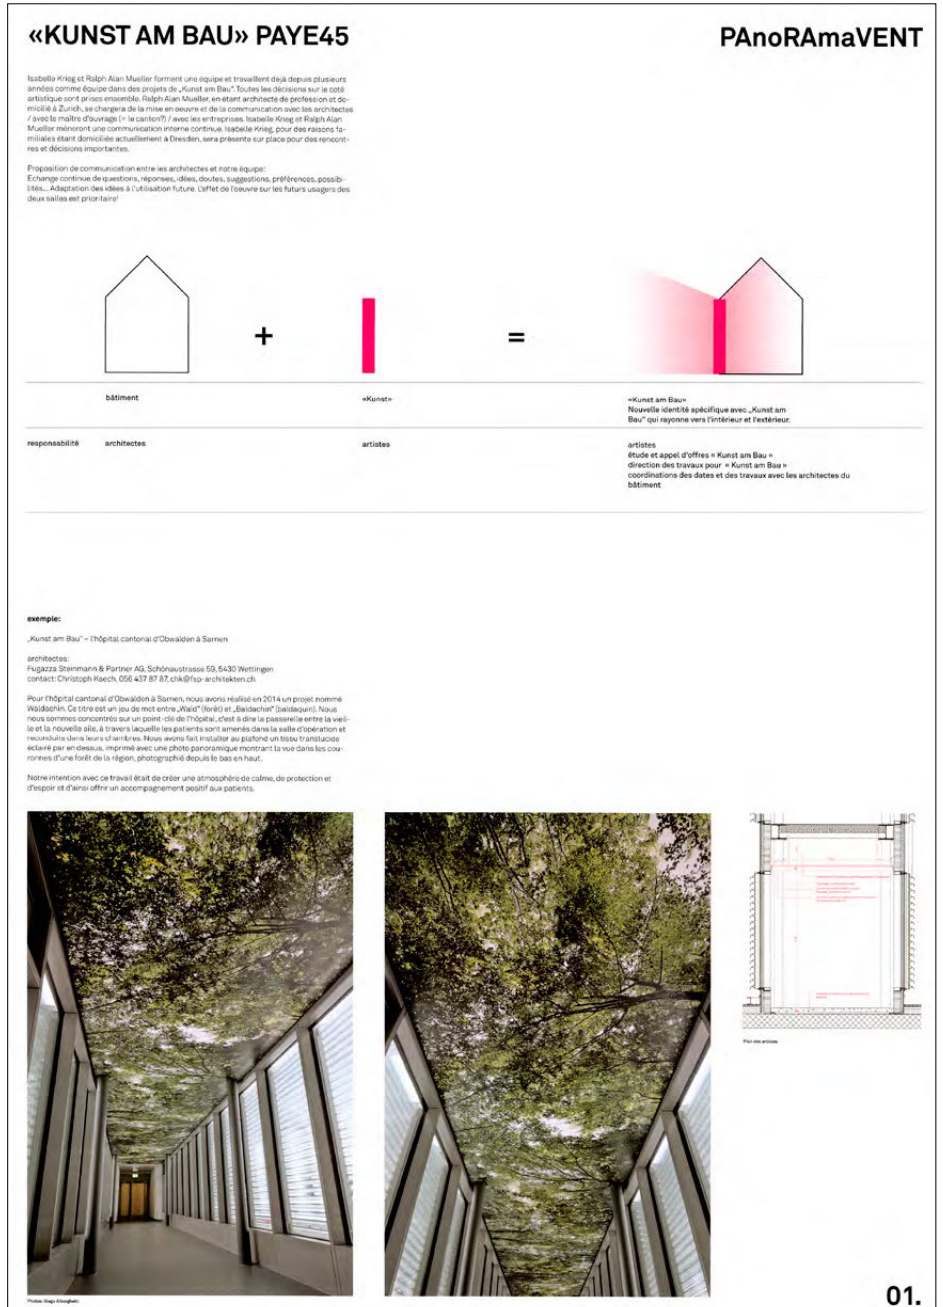 «KUNST AM BAU» PAYE45
PAnoRAmaVENT
Isabelle Krieg et Ralph Alan Mueller forment une équipe et travaillent déjà depuis plusieurs
années comme équipe dans des projets de „Kunst am Bau". Toutes les décisions sur le coté
artistique sont prises ensemble. Ralph Alan Mueller, en étant architecte de profession et do-
micilié à Zurich, se chargera de la mise en oeuvre et de la communication avec les architectes
/ avec le maître d'ouvrage (= le canton?) / avec les entreprises. Isabelle Krieg et Ralph Alan
Mueller mèneront une communication interne continue. Isabelle Krieg, pour des raisons fa-
miliales étant domiciliée actuellement à Dresden, sera présente sur place pour des rencont-
res et décisions importantes.
Proposition de communication entre les architectes et notre équipe:
Echange continue de questions, réponses, idées, doutes, suggestions, préférences, possibi-
lités... Adaptation des idées à l'utilisation future. L'effet de l'oeuvre sur les futurs usagers des
deux salles est prioritaire!
+
=
bâtiment
«Kunst»
«Kunst am Bau»
Nouvelle identité spécifique avec „Kunst am
Bau" qui rayonne vers l'intérieur et l'extérieur.
responsabilité
architectes
artistes
artistes
étude et appel d'offres « Kunst am Bau »
direction des travaux pour « Kunst am Bau »
coordinations des dates et des travaux avec les architectes du
bâtiment
exemple:
„Kunst am Bau" – l'hôpital cantonal d'Obwalden à Sarnen
architectes:
Fugazza Steinmann & Partner AG, Schönaustrasse 59, 5430 Wettingen
contact: Christoph Kaech, 056 437 87 87, chk@fsp-architekten.ch
Pour l'hôpital cantonal d'Obwalden à Sarnen, nous avons réalisé en 2014 un projet nommé
Waldachin. Ce titre est un jeu de mot entre „Wald" (forêt) et „Baldachin" (baldaquin). Nous
nous sommes concentrés sur un point-clé de l'hôpital, c'est à dire la passerelle entre la vieil-
le et la nouvelle aile, à travers laquelle les patients sont amenés dans la salle d'opération et
reconduits dans leurs chambres. Nous avons fait installer au plafond un tissu translucide
éclairé par en dessus, imprimé avec une photo panoramique montrant la vue dans les cou-
ronnes d'une forêt de la région, photographié depuis le bas en haut.
Notre intention avec ce travail était de créer une atmosphère de calme, de protection et
d'espoir et d'ainsi offrir un accompagnement positif aux patients.
Plan des artistes
01.